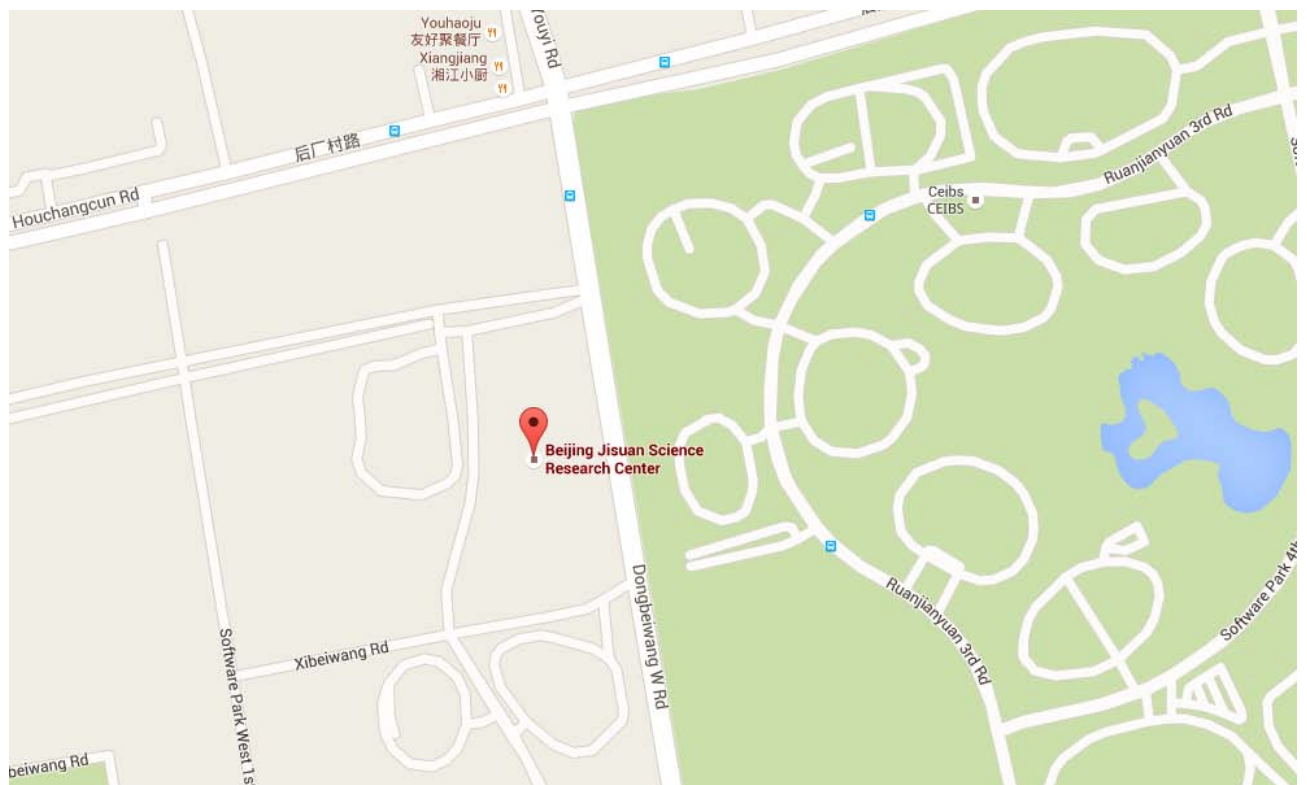 Youhaoju
友好聚餐厅
Xiangjiang
湘江小厨
Youyi Rd
后厂村路
Houchangcun Rd
Ruanjianyuan 3rd Rd
Ceibs
CEIBS
Beijing Jisuan Science
Research Center
Dongbeiwang W Rd
Ruanjianyuan 3rd Rd
Software Park 4th
Xibeiwang Rd
Software Park West 1st
beiwang Rd